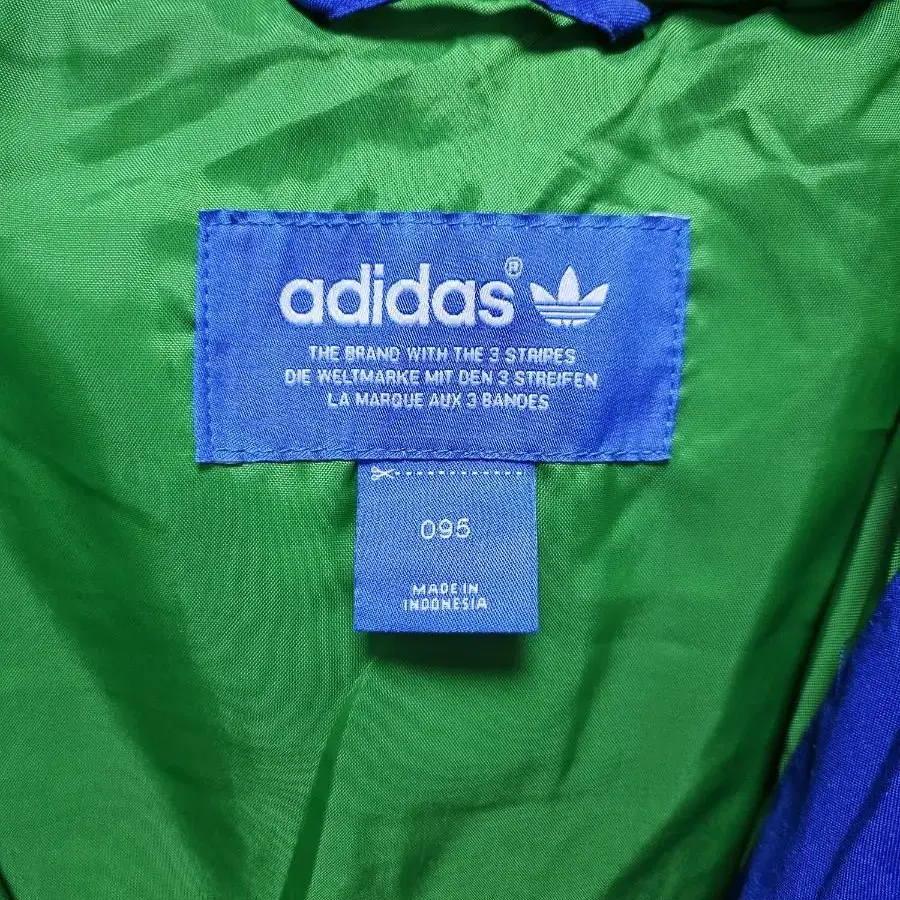 adidas®
THE BRAND WITH THE 3 STRIPES
DIE WELTMARKE MIT DEN 3 STREIFEN
LA MARQUE AUX 3 BANDES
095
MADE IN
INDONESIA